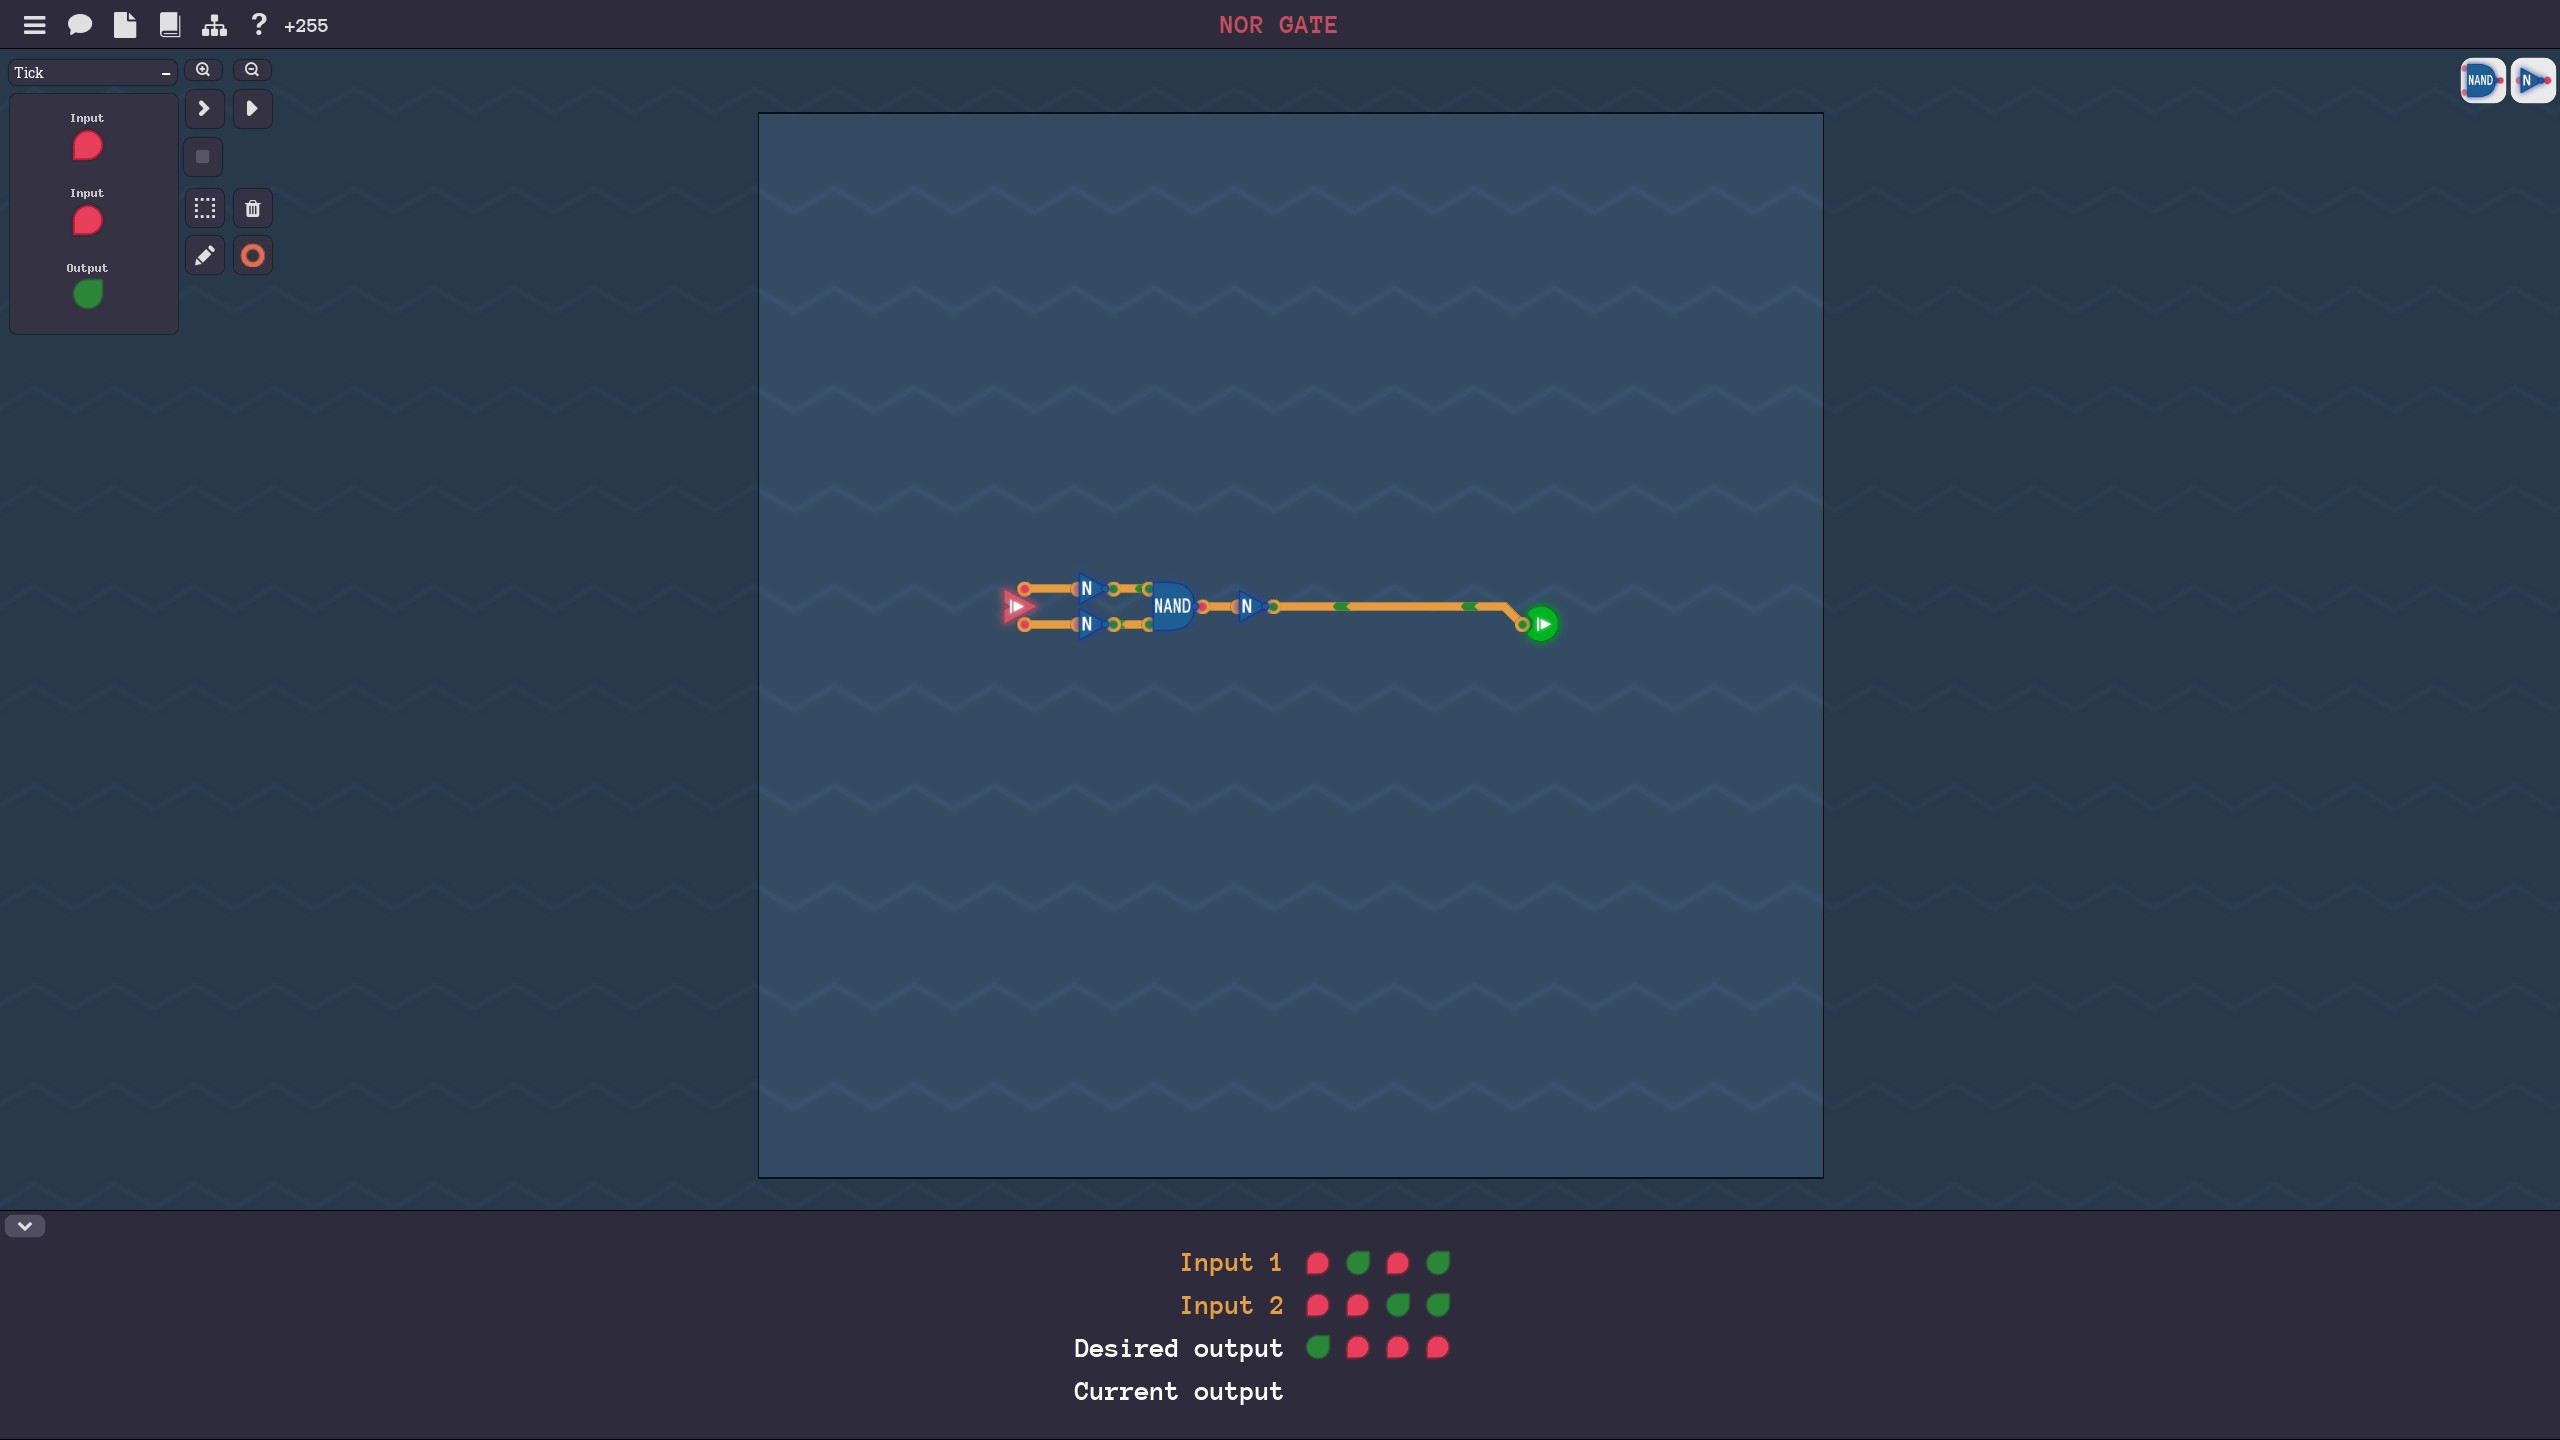 ? +255
NOR GATE
Tick
Input
Input
Output
NAND
N
N
N
NAND
N
Input 1
Input 2
Desired output
Current output